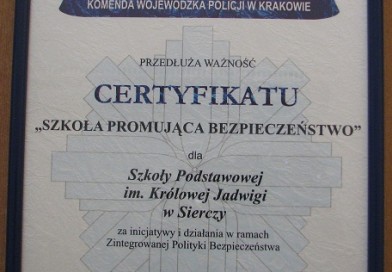 KOMENDA WOJEWÓDZKA POLICJI W KRAKOWIE
PRZEDŁUŻA WAŻNOŚĆ
CERTYFIKATU
„SZKOŁA PROMUJĄCA BEZPIECZEŃSTWO”
dla
Szkoły Podstawowej
im. Królowej Jadwigi
w Sierczy
za inicjatywy i działania w ramach
Zintegrowanej Polityki Bezpieczeństwa